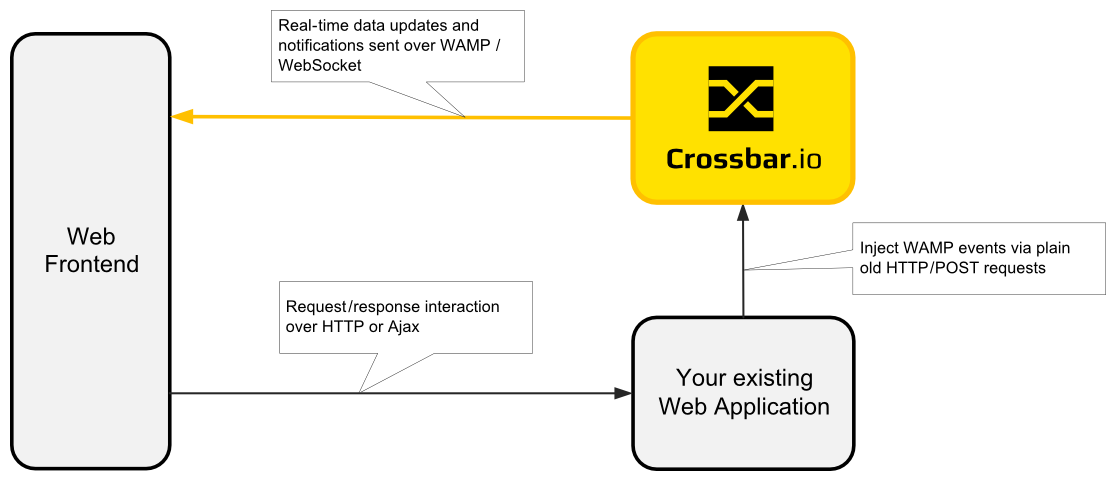 Real-time data updates and
notifications sent over WAMP /
WebSocket
Crossbar.io
Web
Frontend
Inject WAMP events via plain
old HTTP/POST requests
Request/response interaction
over HTTP or Ajax
Your existing
Web Application